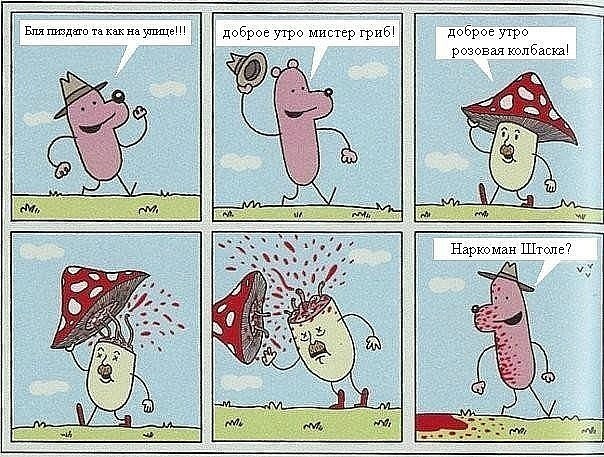 Бля пиздато та как на улице!!!
доброе утро мистер гриб!
доброе утро
розовая колбаска!
Наркоман Штоле?